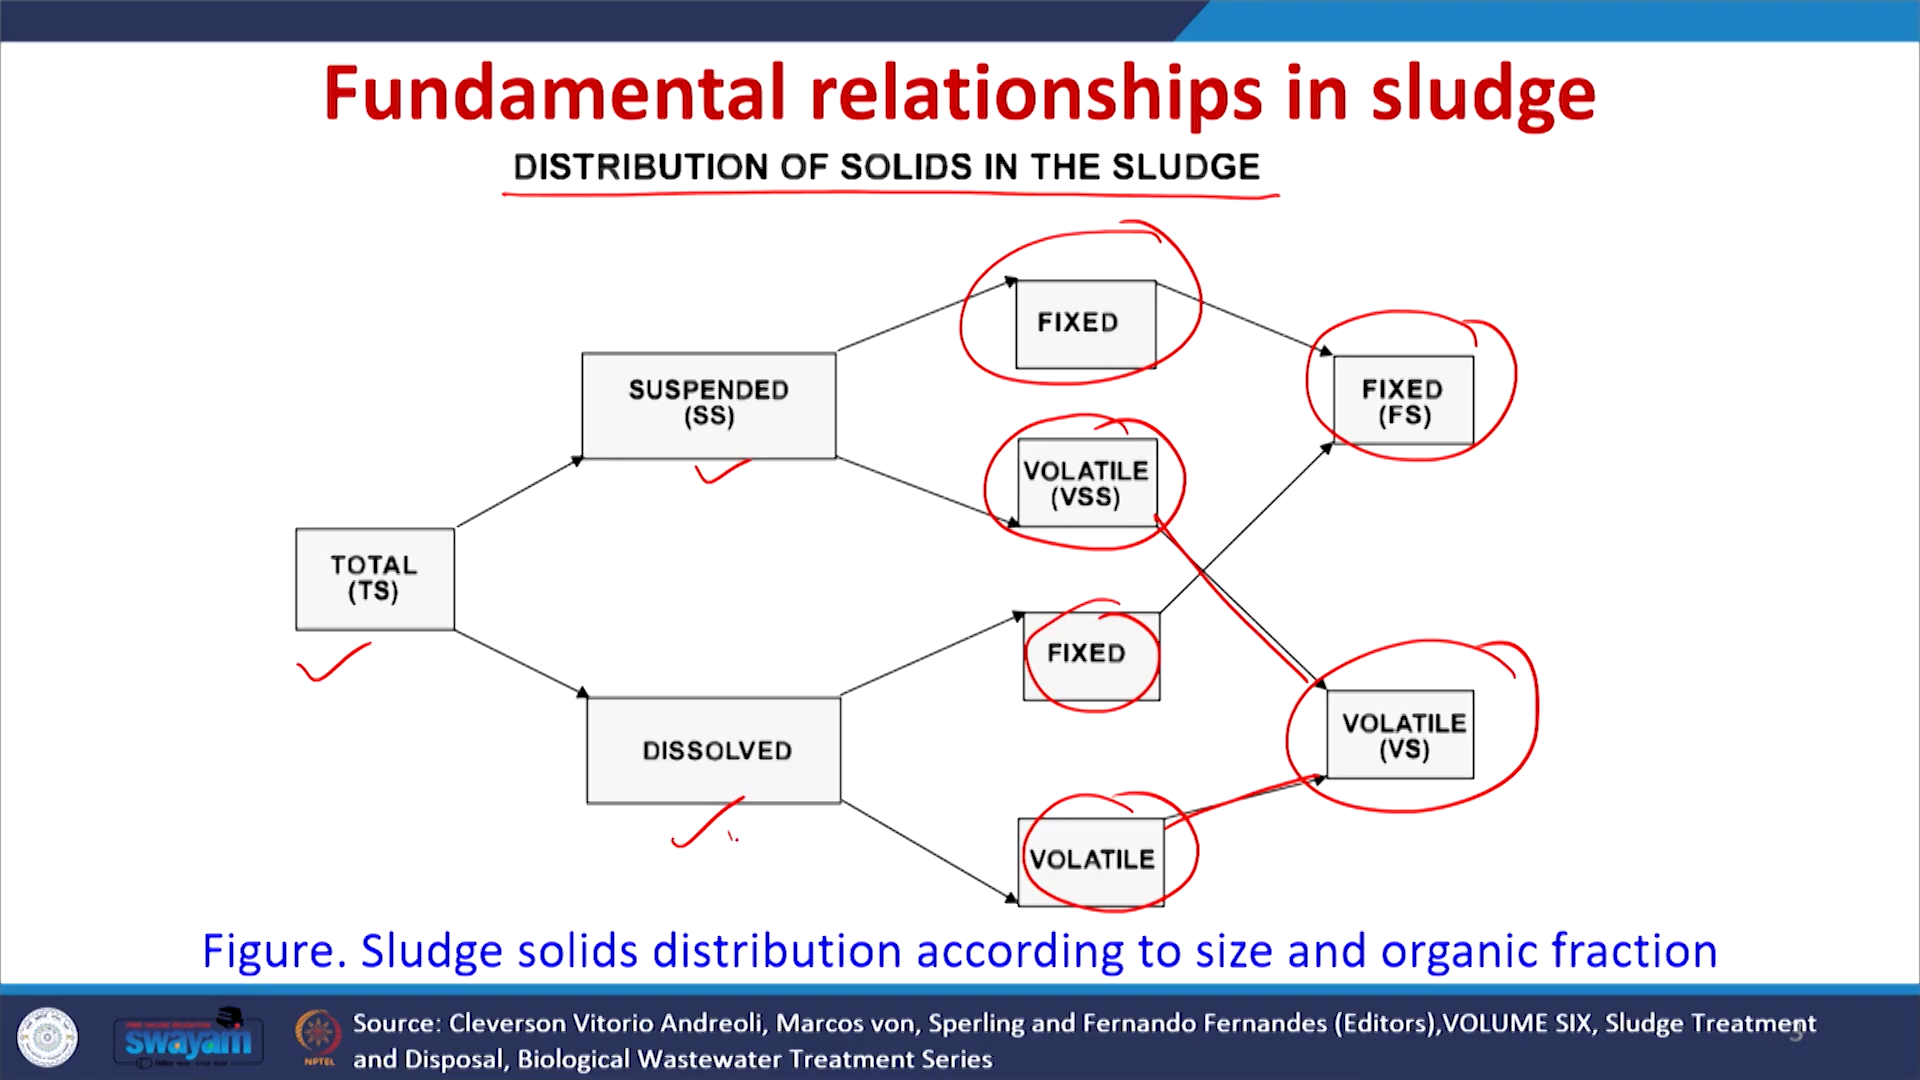 Fundamental relationships in sludge
DISTRIBUTION OF SOLIDS IN THE SLUDGE
FIXED
SUSPENDED
(SS)
FIXED
(FS)
VOLATILE
(VSS)
TOTAL
(TS)
FIXED
DISSOLVED
VOLATILE
(VS)
VOLATILE
Figure. Sludge solids distribution according to size and organic fraction
Source: Cleverson Vitorio Andreoli, Marcos von, Sperling and Fernando Fernandes (Editors),VOLUME SIX, Sludge Treatment
and Disposal, Biological Wastewater Treatment Series
swayam
NPTEL